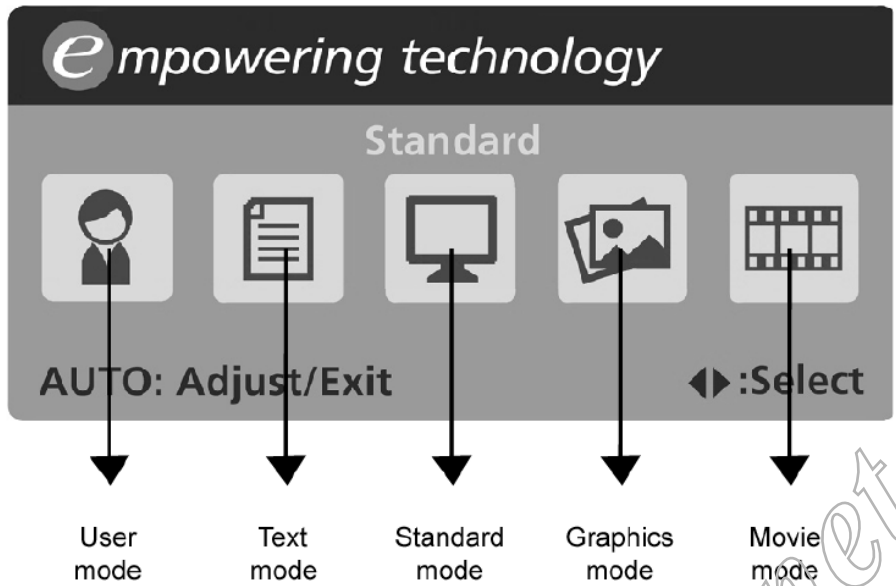 empowering technology
Standard
AUTO: Adjust/Exit
:Select
User mode
Text mode
Standard mode
Graphics mode
Movie mode